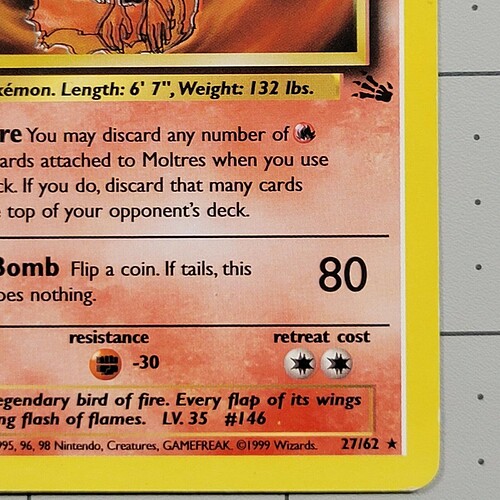 kémon. Length: 6' 7", Weight: 132 lbs.
re You may discard any number of
ards attached to Moltres when you use
ck. If you do, discard that many cards
top of your opponent's deck.
Bomb Flip a coin. If tails, this
80
oes nothing.
resistance
retreat cost
-30
egendary bird of fire. Every flap of its wings
ng flash of flames. LV. 35 #146
995, 96, 98 Nintendo, Creatures, GAMEFREAK. ©1999 Wizards. 27/62 ★